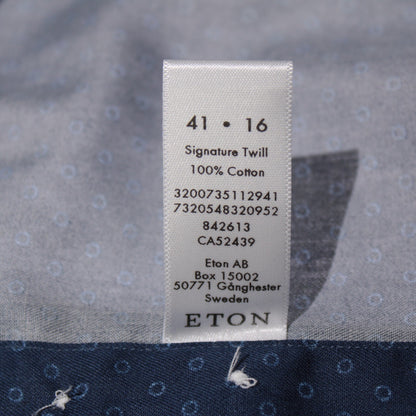 41 • 16
Signature Twill
100% Cotton
3200735112941
7320548320952
842613
CA52439
Eton AB
Box 15002
50771 Gånghester
Sweden
ETON